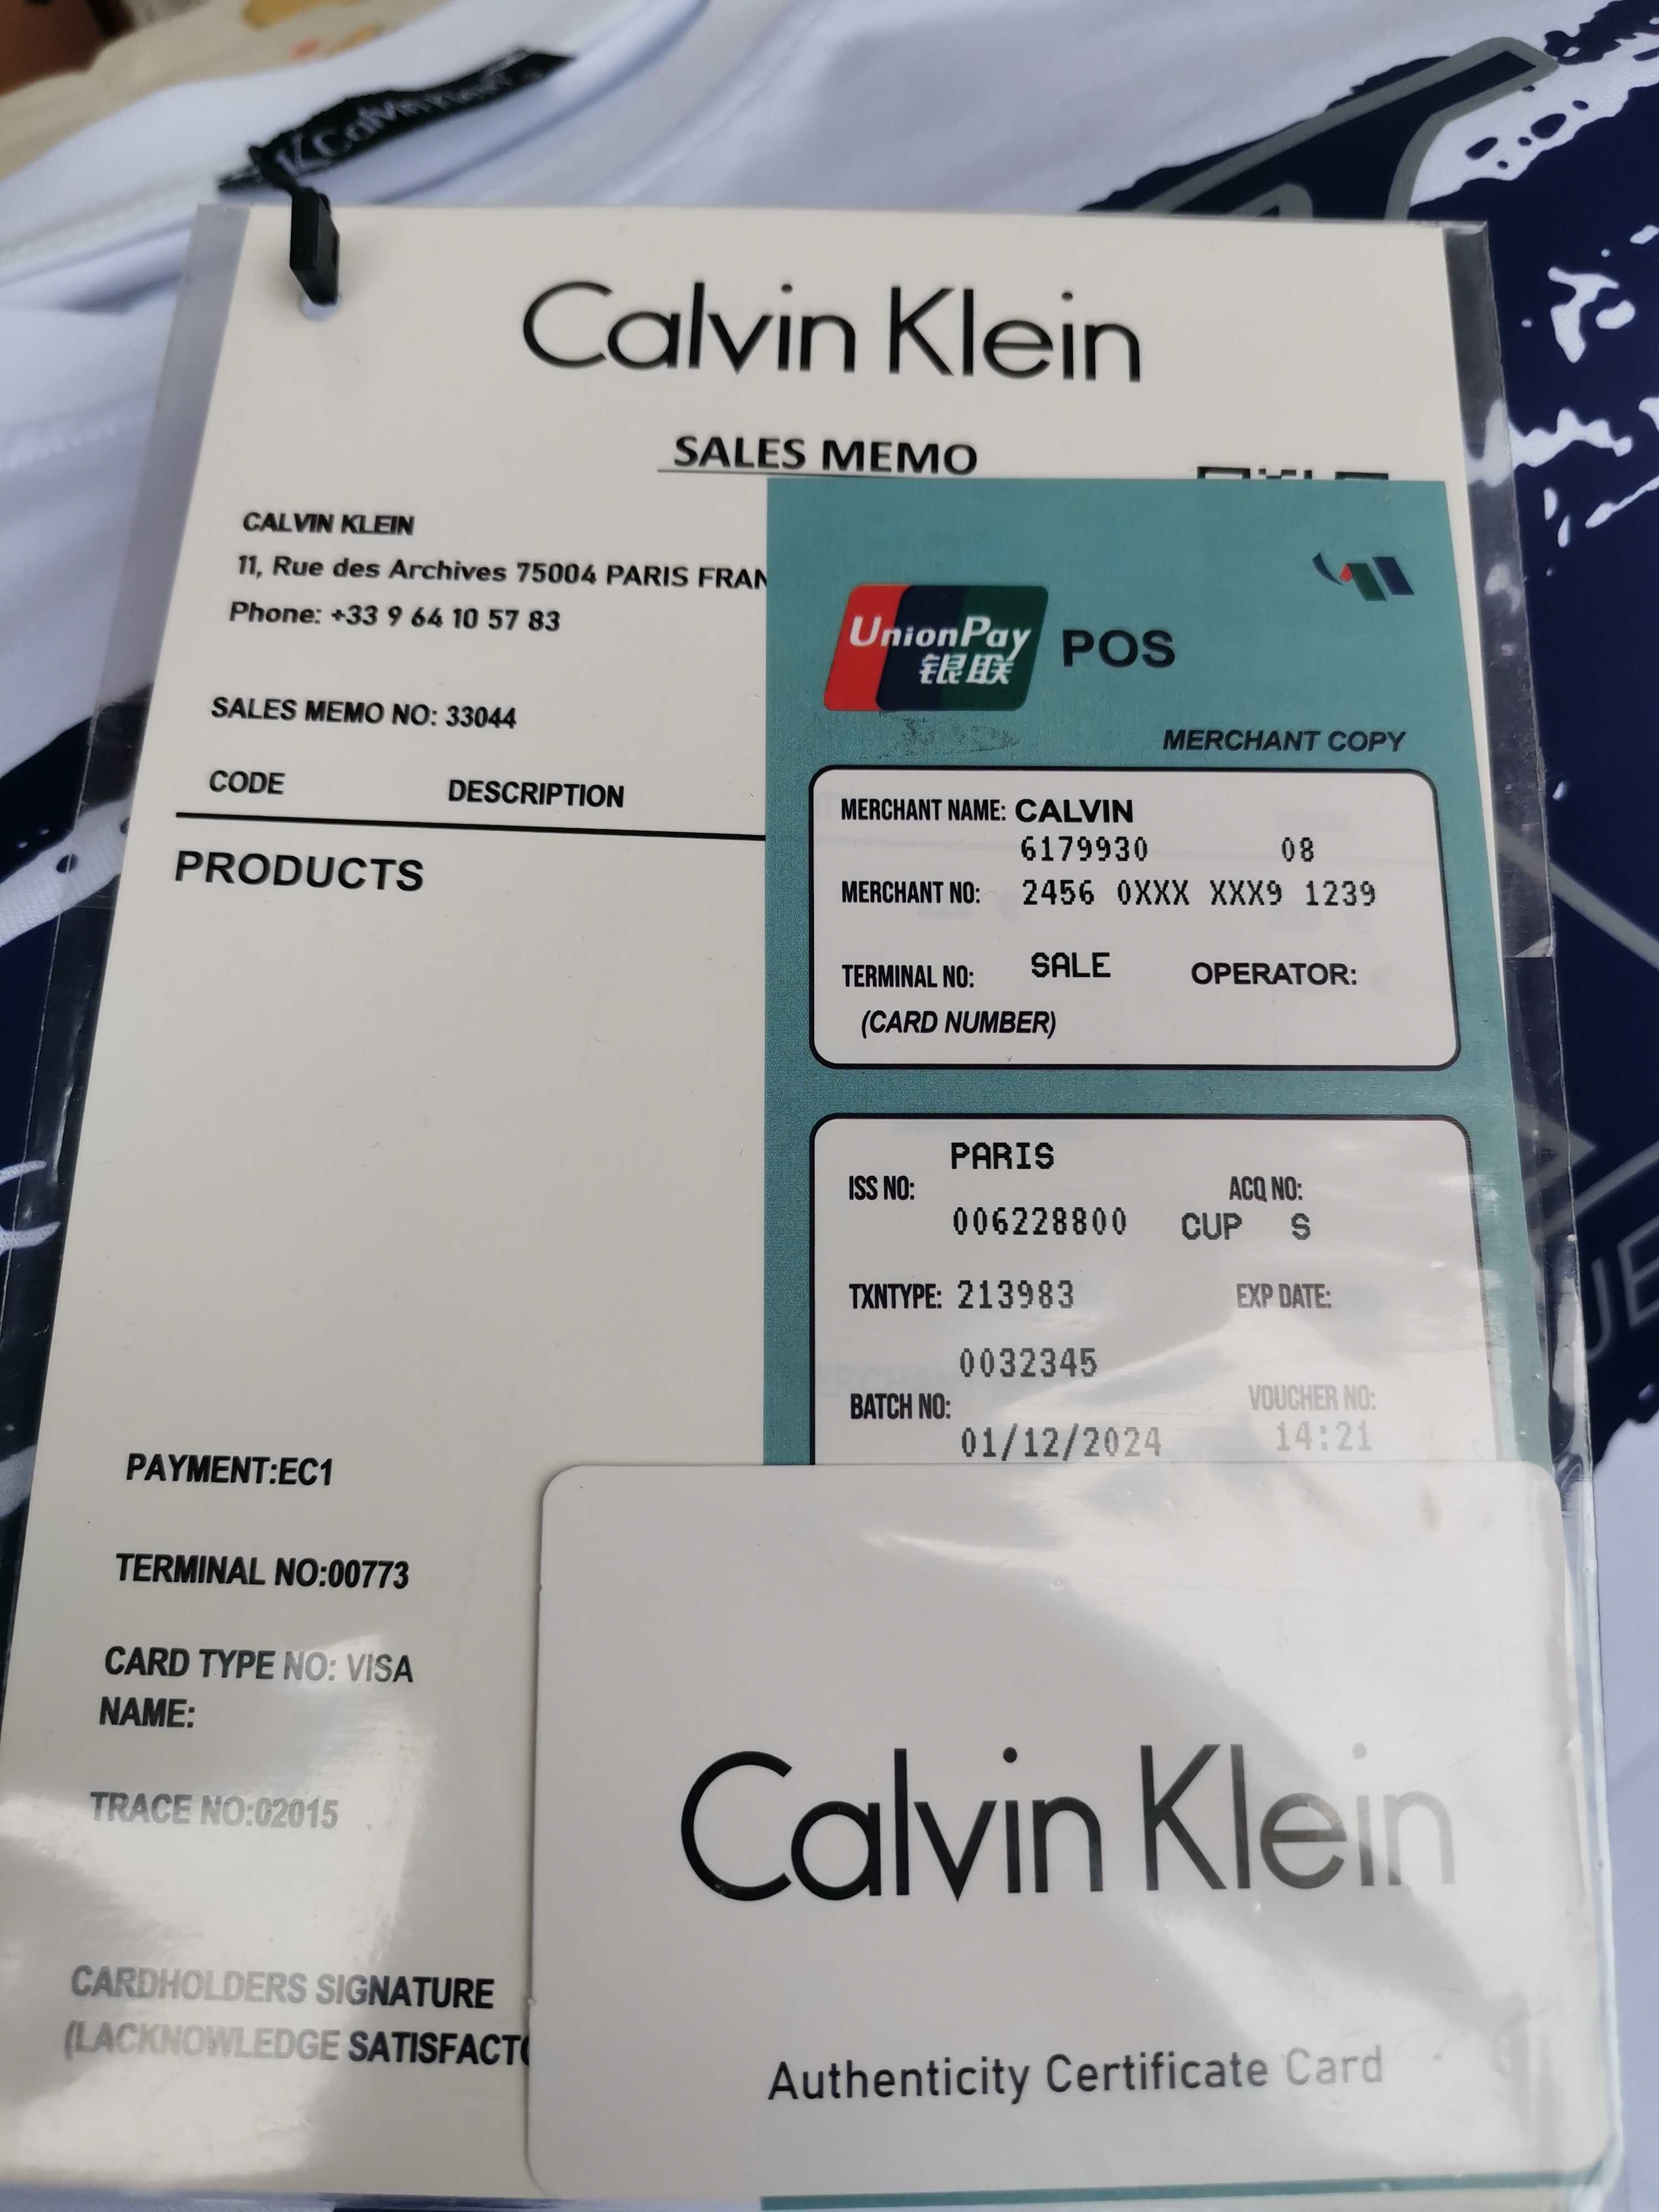 Calvin Klein
SALES MEMO
CALVIN KLEIN
11, Rue des Archives 75004 PARIS FRAN
Phone: +33 9 64 10 57 83
SALES MEMO NO: 33044
CODE DESCRIPTION
PRODUCTS
PAYMENT:EC1
TERMINAL NO:00773
CARD TYPE NO: VISA
NAME:
TRACE NO:02015
CARDHOLDERS SIGNATURE
(LACKNOWLEDGE SATISFACTO
UnionPay
银联
POS
MERCHANT COPY
MERCHANT NAME: CALVIN
6179930 08
MERCHANT NO: 2456 0XXX XXX9 1239
TERMINAL NO: SALE OPERATOR:
(CARD NUMBER)
PARIS
ISS NO: ACQ NO:
006228800 CUP S
TXNTYPE: 213983 EXP DATE:
0032345
BATCH NO: VOUCHER NO:
01/12/2024 14:21
Calvin Klein
Authenticity Certificate Card